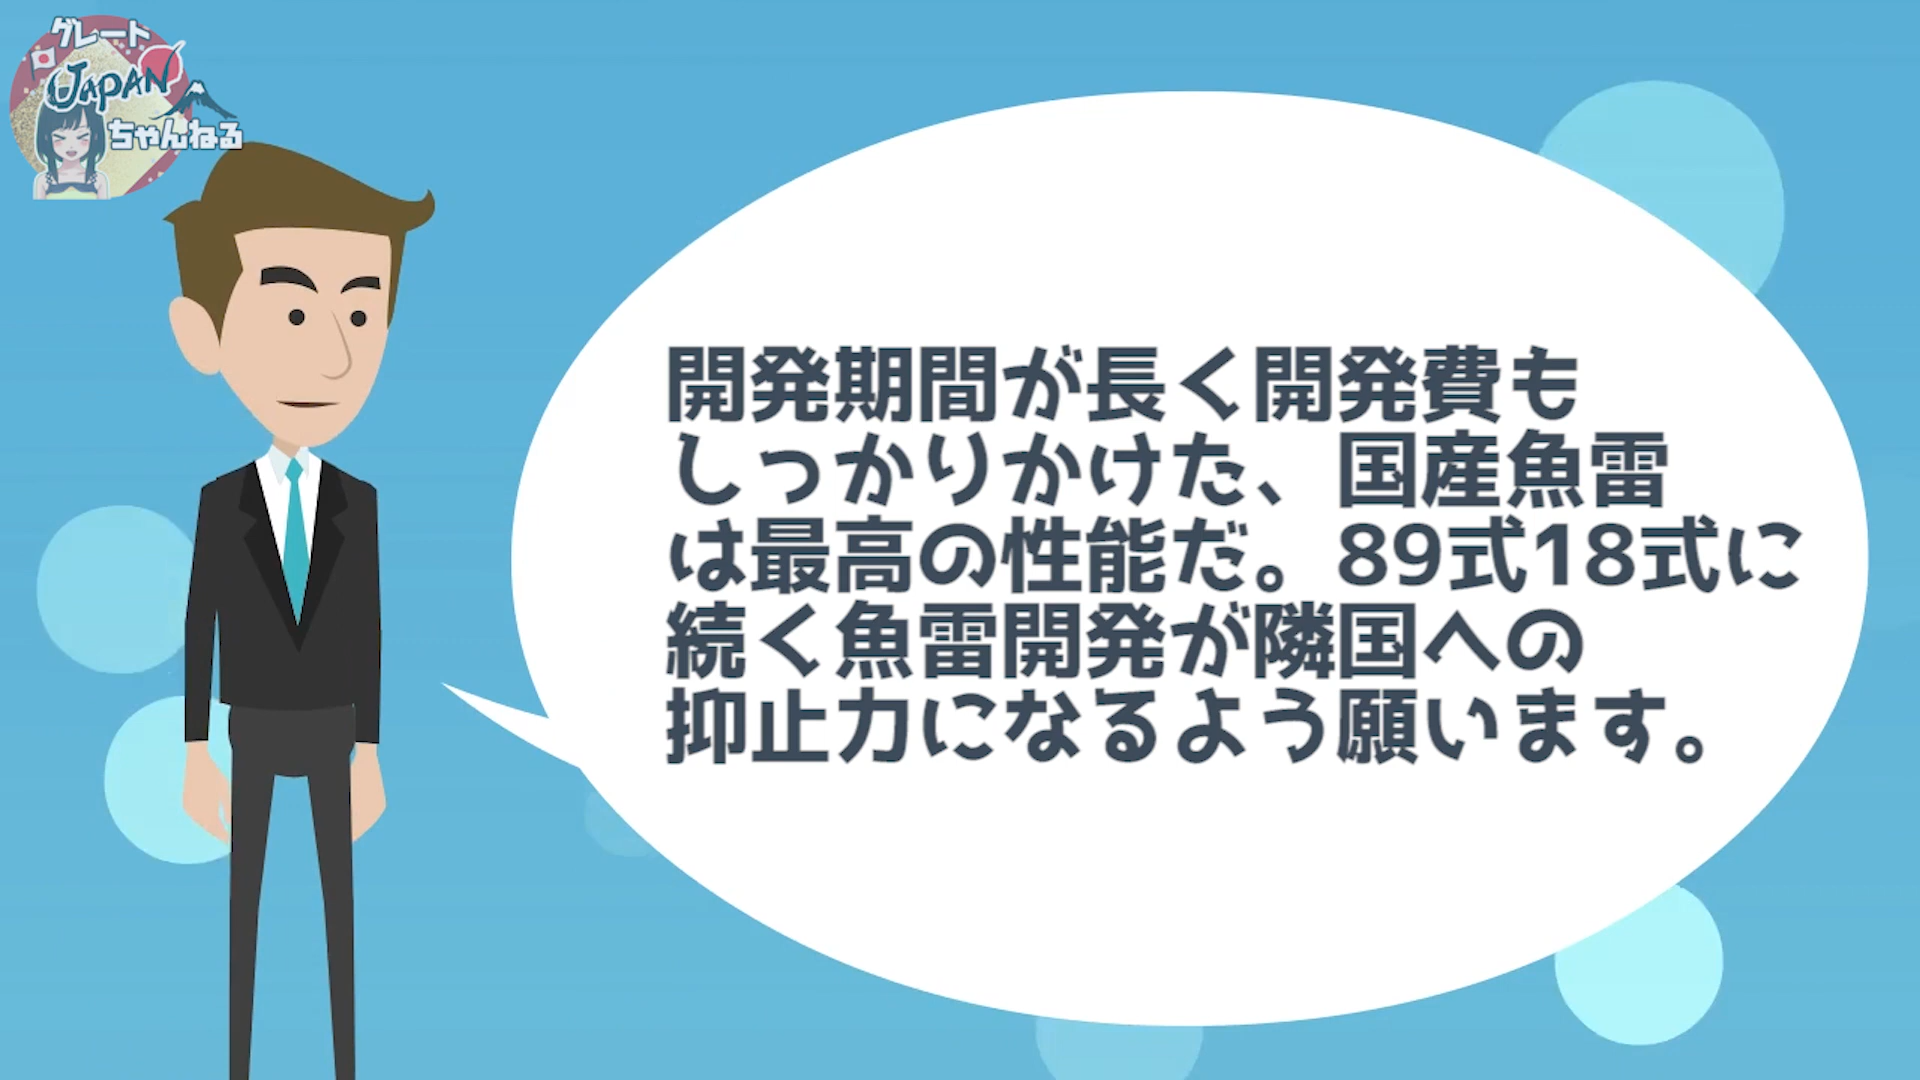 グレート
JAPAN
ちゃんねる
開発期間が長く開発費も
しっかりかけた、国産魚雷
は最高の性能だ。89式18式に
続く魚雷開発が隣国への
抑止力になるよう願います。